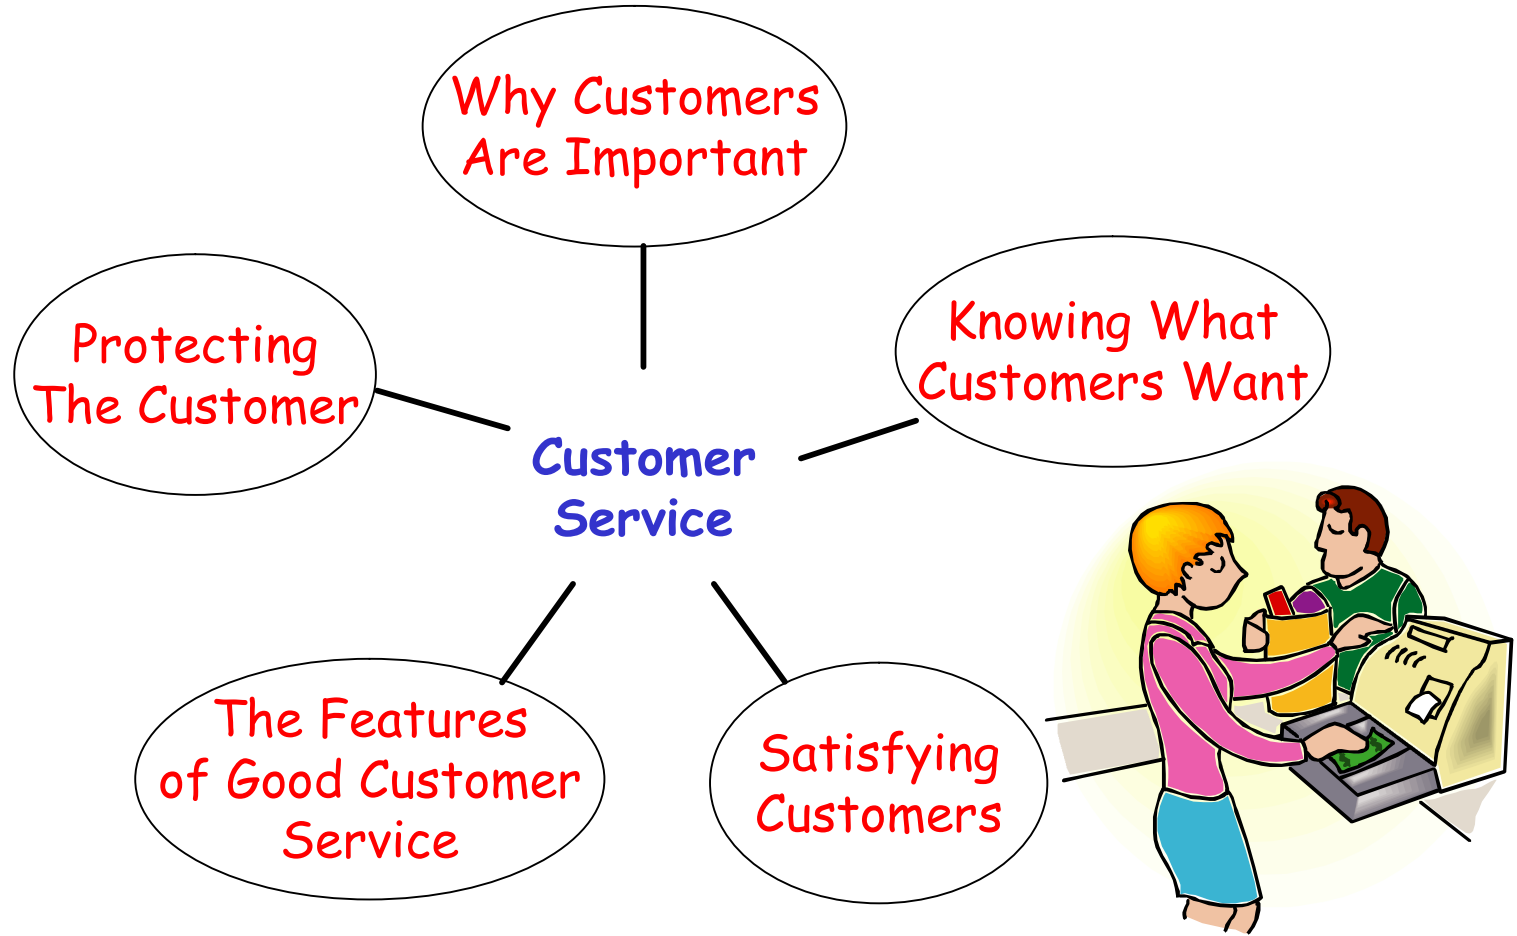 Why Customers
Are Important
Knowing What
Customers Want
Protecting
The Customer
Customer
Service
The Features
of Good Customer
Service
Satisfying
Customers